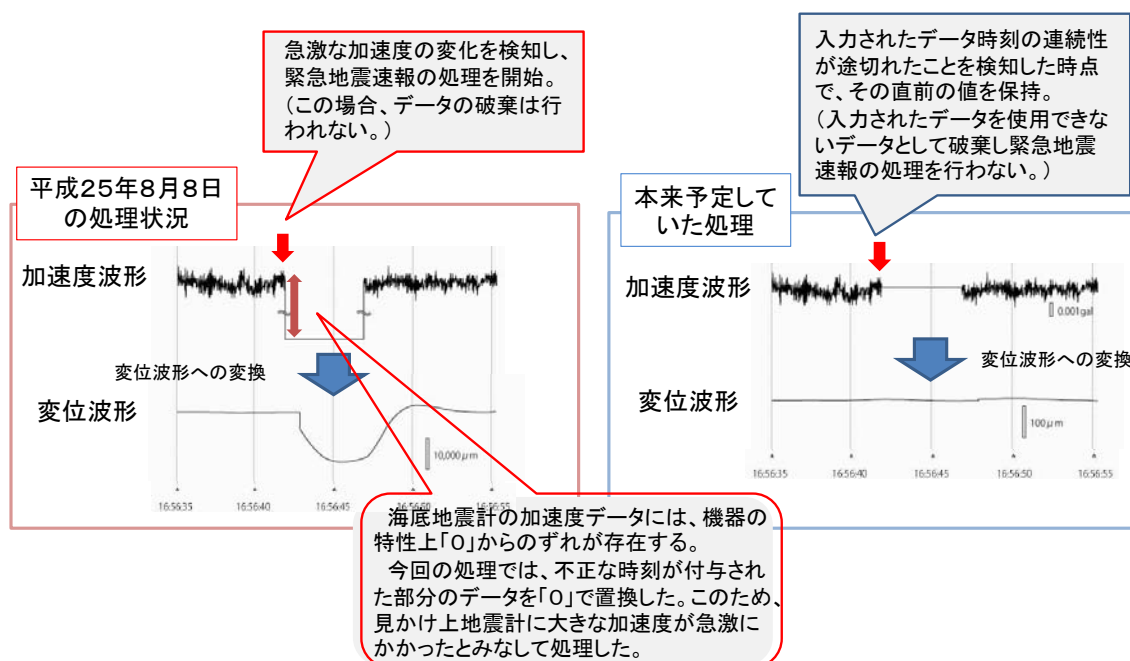 急激な加速度の変化を検知し、
緊急地震速報の処理を開始。
(この場合、データの破棄は行
われない。)
入力されたデータ時刻の連続性
が途切れたことを検知した時点
で、その直前の値を保持。
(入力されたデータを使用できな
いデータとして破棄し緊急地震
速報の処理を行わない。)
平成25年8月8日
の処理状況
加速度波形
変位波形への変換
変位波形
10,000μm
16:56:35 16:56:40 16:56:45 16:56:50 16:56:55
本来予定して
いた処理
加速度波形
0.001gal
変位波形への変換
変位波形
100μm
16:56:35 16:56:40 16:56:45 16:56:50 16:56:55
海底地震計の加速度データには、機器の
特性上「0」からのずれが存在する。
今回の処理では、不正な時刻が付与され
た部分のデータを「0」で置換した。このため、
見かけ上地震計に大きな加速度が急激に
かかったとみなして処理した。